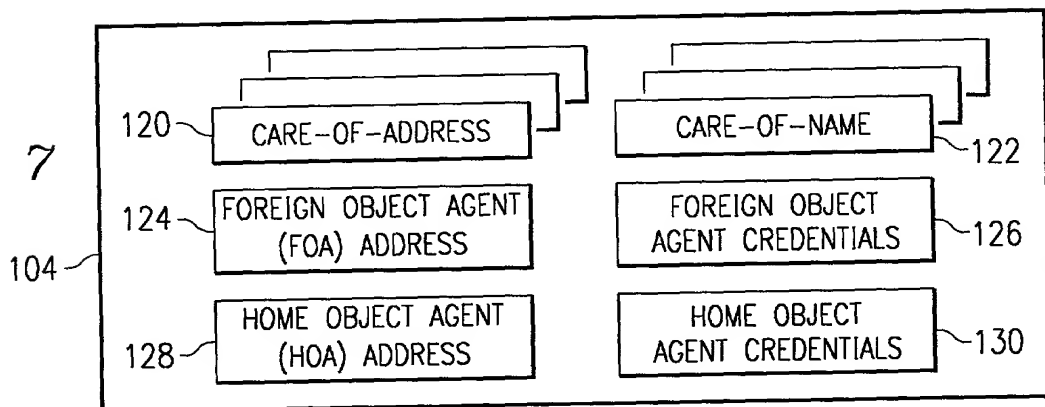 120
CARE-OF-ADDRESS
CARE-OF-NAME
122
7
124
FOREIGN OBJECT AGENT
(FOA) ADDRESS
FOREIGN OBJECT
AGENT CREDENTIALS
126
104
128
HOME OBJECT AGENT
(HOA) ADDRESS
HOME OBJECT
AGENT CREDENTIALS
130